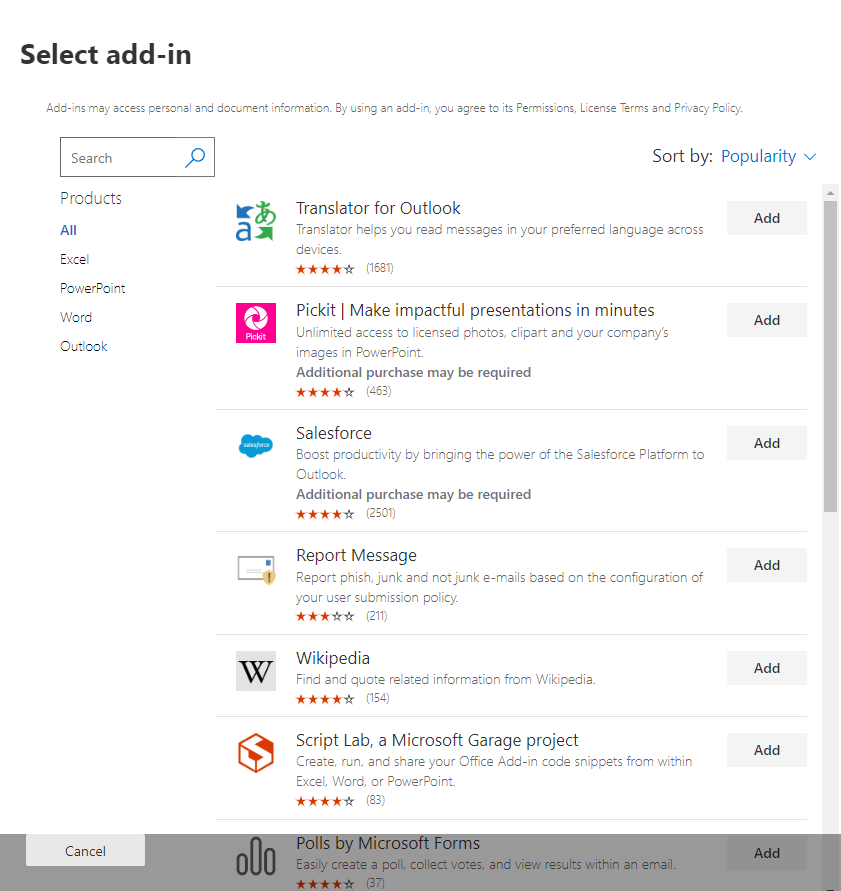 Select add-in
Add-ins may access personal and document information. By using an add-in, you agree to its Permissions, License Terms and Privacy Policy.
Search
Sort by: Popularity
Products
All
Excel
PowerPoint
Word
Outlook
あ
a
Translator for Outlook
Translator helps you read messages in your preferred language across
devices.
(1681)
Add
Pickit
Pickit | Make impactful presentations in minutes
Unlimited access to licensed photos, clipart and your company's
images in PowerPoint.
Additional purchase may be required
(463)
Add
salesforce
Salesforce
Boost productivity by bringing the power of the Salesforce Platform to
Outlook.
Additional purchase may be required
(2501)
Add
Report Message
Report phish, junk and not junk e-mails based on the configuration of
your user submission policy.
(211)
Add
W
Wikipedia
Find and quote related information from Wikipedia.
(154)
Add
Script Lab, a Microsoft Garage project
Create, run, and share your Office Add-in code snippets from within
Excel, Word, or PowerPoint.
(83)
Add
Polls by Microsoft Forms
Easily create a poll, collect votes, and view results within an email.
(37)
Add
Cancel